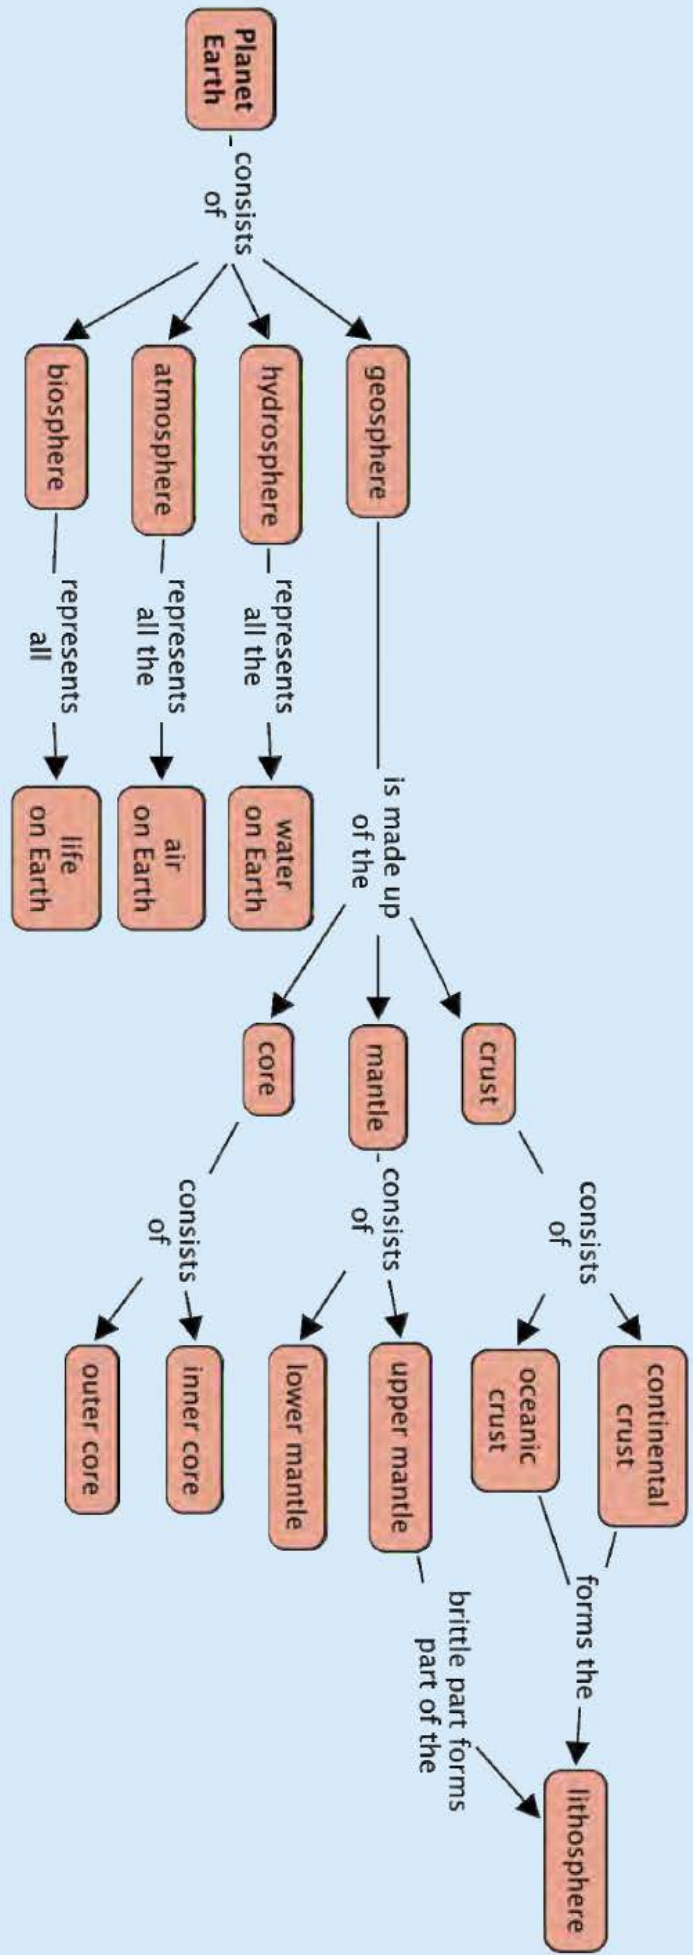 Planet
Earth
consists
of
geosphere
hydrosphere
atmosphere
biosphere
is made up
of the
represents
all the
represents
all the
represents
all
water
on Earth
air
on Earth
life
on Earth
crust
mantle
core
consists
of
consists
of
consists
of
continental
crust
oceanic
crust
upper mantle
lower mantle
inner core
outer core
forms the
brittle part forms
part of the
lithosphere